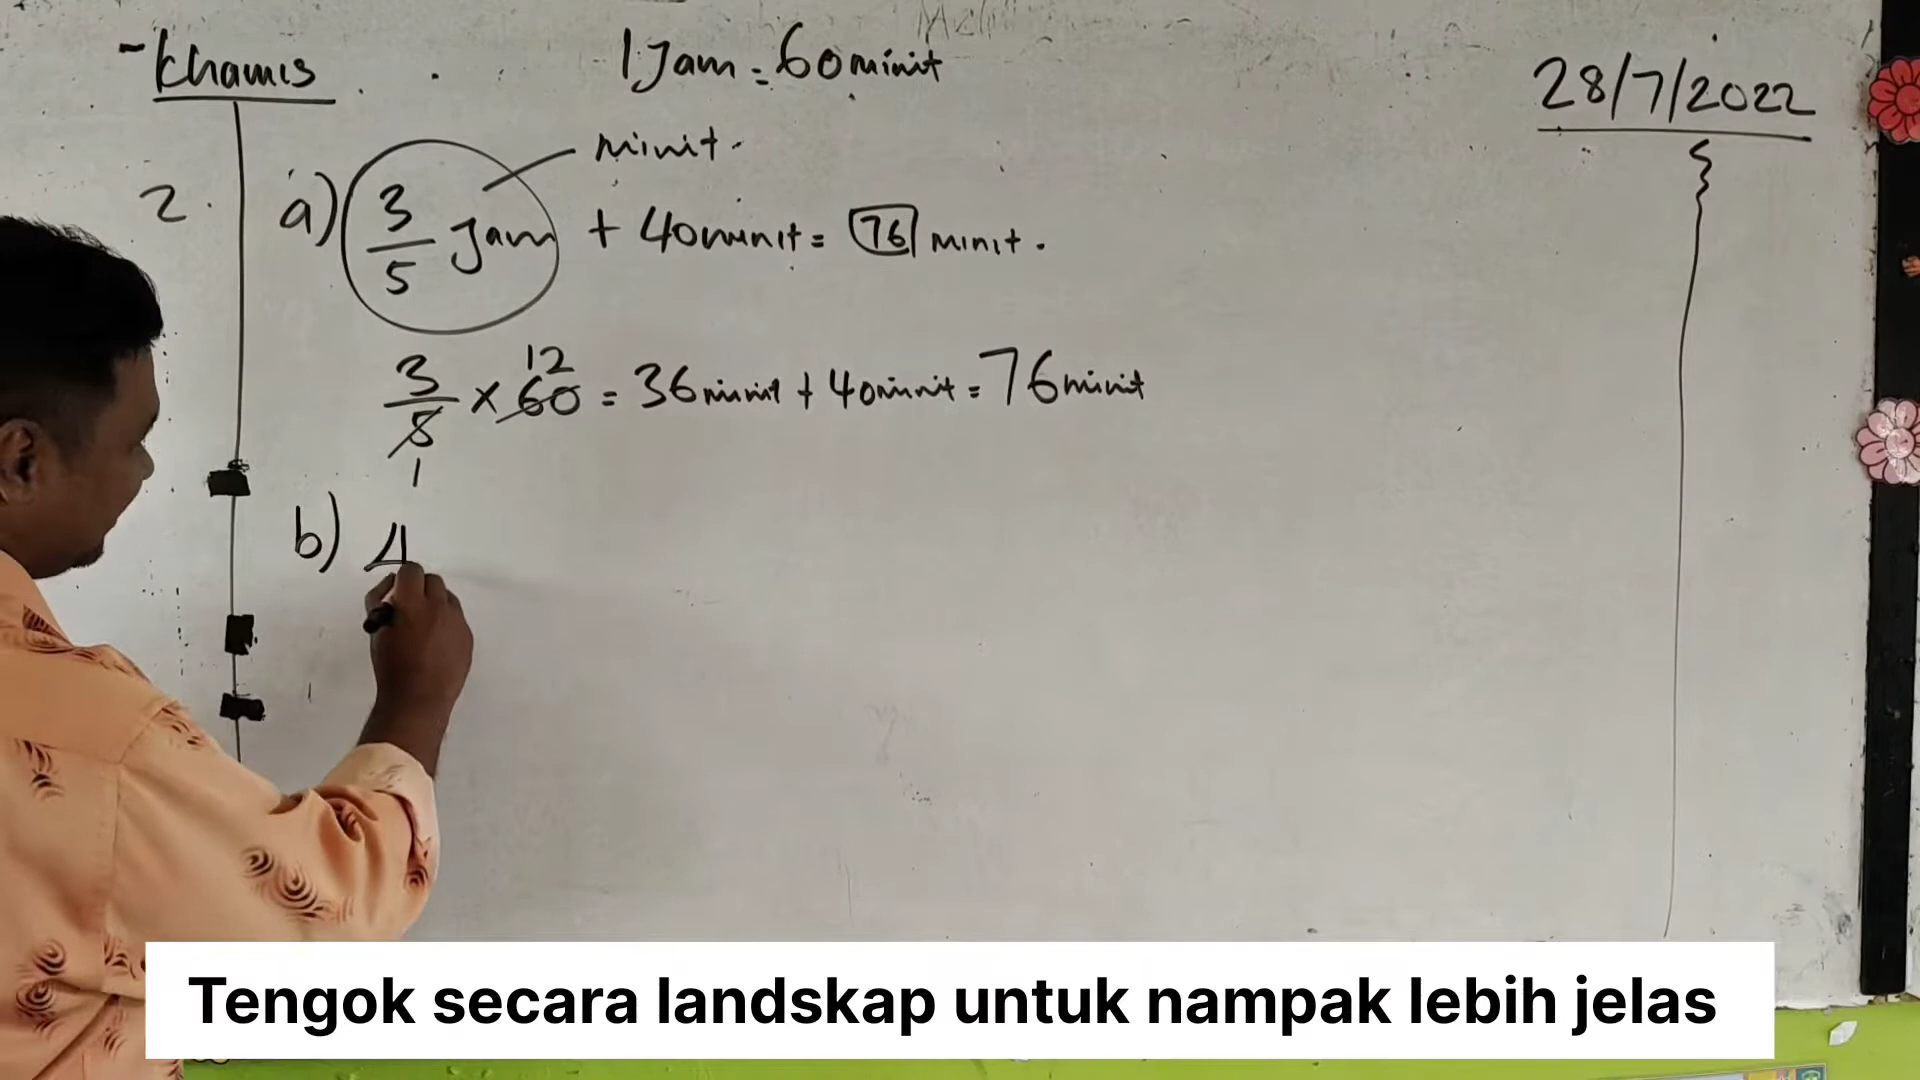 -Khamis
1 Jam = 60 minit
28/7/2022
minit.
2. a) 3/5 Jam + 40 minit = 76 minit.
3/5 x 60 = 36 minit + 40 minit = 76 minit
12
1
b) 4
Tengok secara landskap untuk nampak lebih jelas